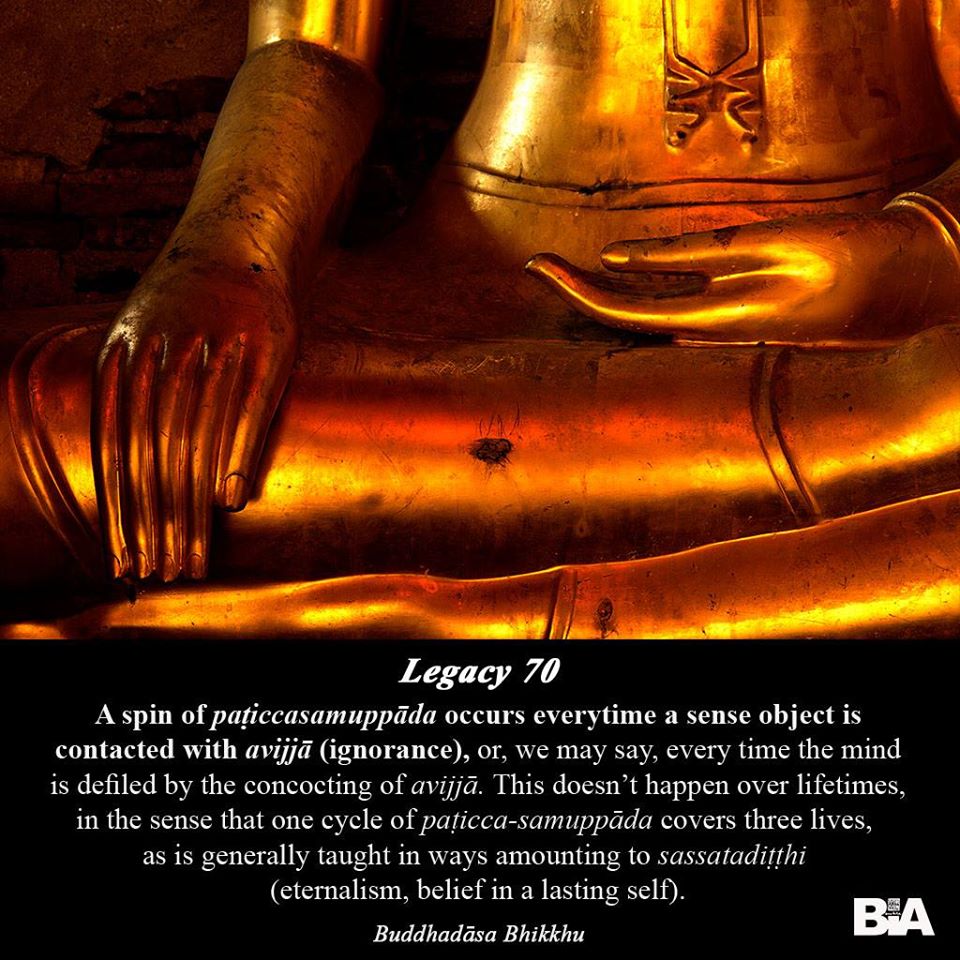 Legacy 70
A spin of paṭiccasamuppāda occurs everytime a sense object is
contacted with avijjā (ignorance), or, we may say, every time the mind
is defiled by the concocting of avijjā. This doesn’t happen over lifetimes,
in the sense that one cycle of paṭicca-samuppāda covers three lives,
as is generally taught in ways amounting to sassatadiṭṭhi
(eternalism, belief in a lasting self).
Buddhadāsa Bhikkhu
BIA